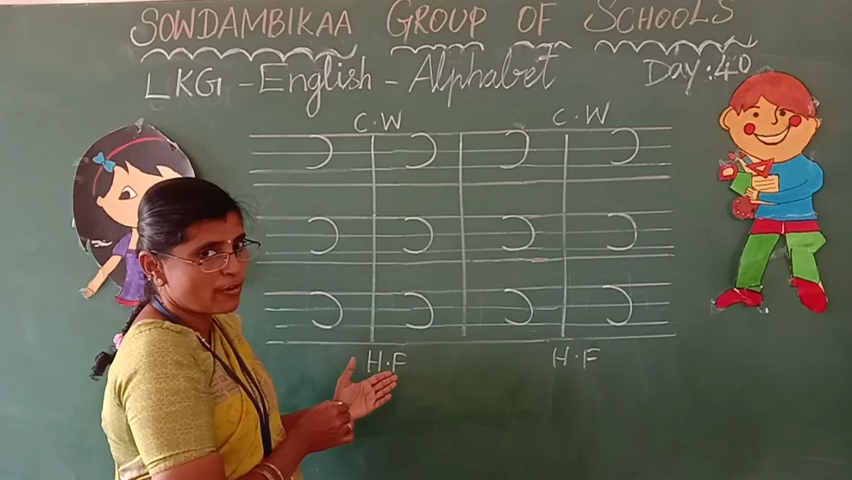 SOWDAMBIKAA GROUP OF SCHOOLS
LKG - English - Alphabet Day: 40
C.W C.W
H.F H.F